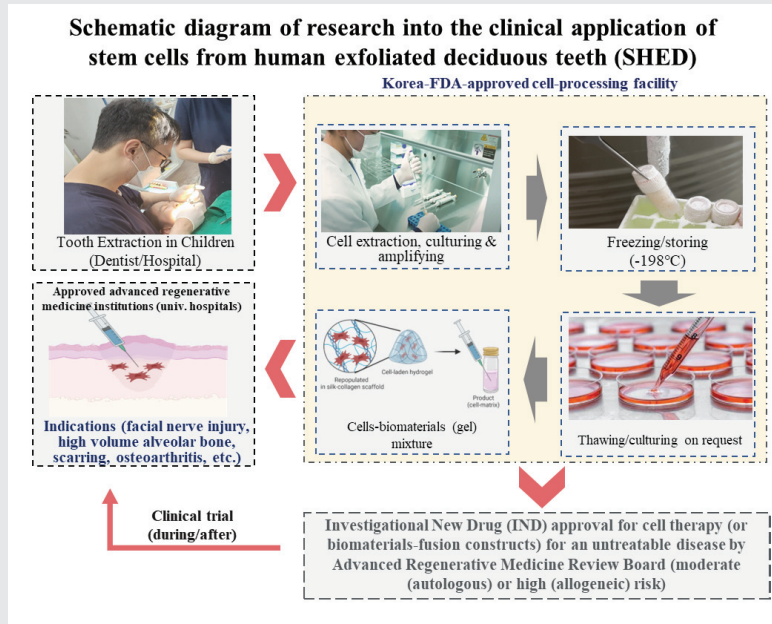 Schematic diagram of research into the clinical application of
stem cells from human exfoliated deciduous teeth (SHED)
Korea-FDA-approved cell-processing facility
Tooth Extraction in Children
(Dentist/Hospital)
Cell extraction, culturing &
amplifying
Freezing/storing
(-198℃)
Approved advanced regenerative
medicine institutions (univ. hospitals)
Indications (facial nerve injury,
high volume alveolar bone,
scarring, osteoarthritis, etc.)
Repopulated
in silk-collagen scaffold
Cell-laden hydrogel
Product
(cell-matrix)
Cells-biomaterials (gel)
mixture
Thawing/culturing on request
Clinical trial
(during/after)
Investigational New Drug (IND) approval for cell therapy (or
biomaterials-fusion constructs) for an untreatable disease by
Advanced Regenerative Medicine Review Board (moderate
(autologous) or high (allogeneic) risk)